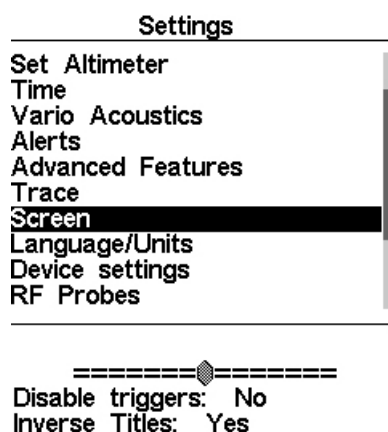 Settings
Set Altimeter
Time
Vario Acoustics
Alerts
Advanced Features
Trace
Screen
Language/Units
Device settings
RF Probes
Disable triggers: No
Inverse Titles: Yes